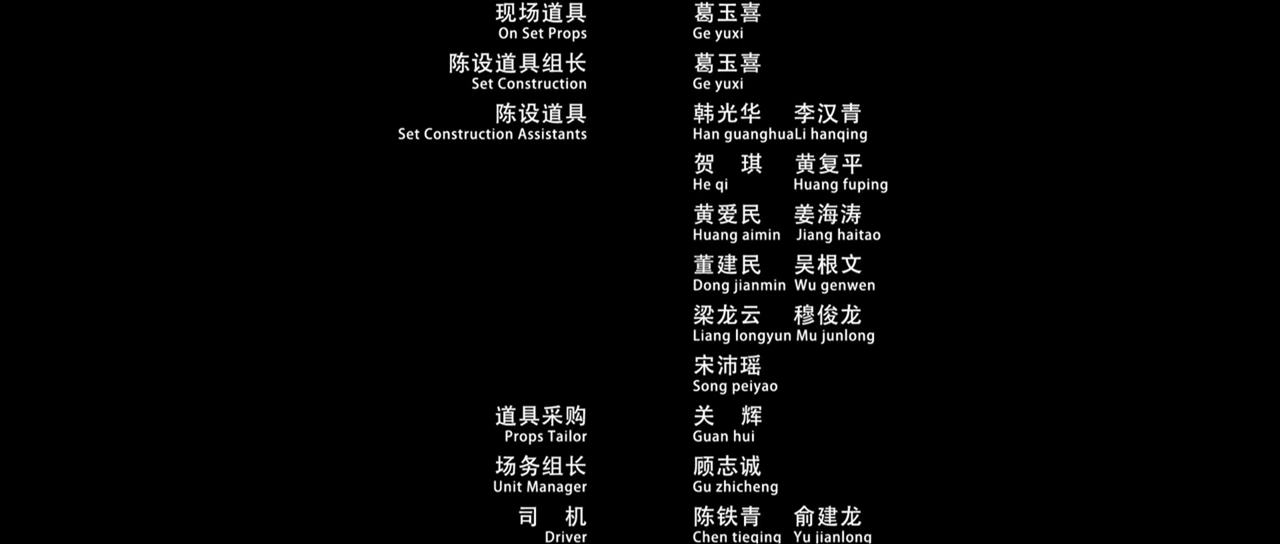 现场道具 葛玉喜
On Set Props Ge yuxi
陈设道具组长 葛玉喜
Set Construction Ge yuxi
陈设道具 韩光华 李汉青
Set Construction Assistants Han guanghuaLi hanqing
贺 琪 黄复平
He qi Huang fuping
黄爱民 姜海涛
Huang aimin Jiang haitao
董建民 吴根文
Dong jianmin Wu genwen
梁龙云 穆俊龙
Liang longyun Mu junlong
宋沛瑶
Song peiyao
道具采购 关 辉
Props Tailor Guan hui
场务组长 顾志诚
Unit Manager Gu zhicheng
司 机 陈铁青 俞建龙
Driver Chen tieqing Yu jianlong